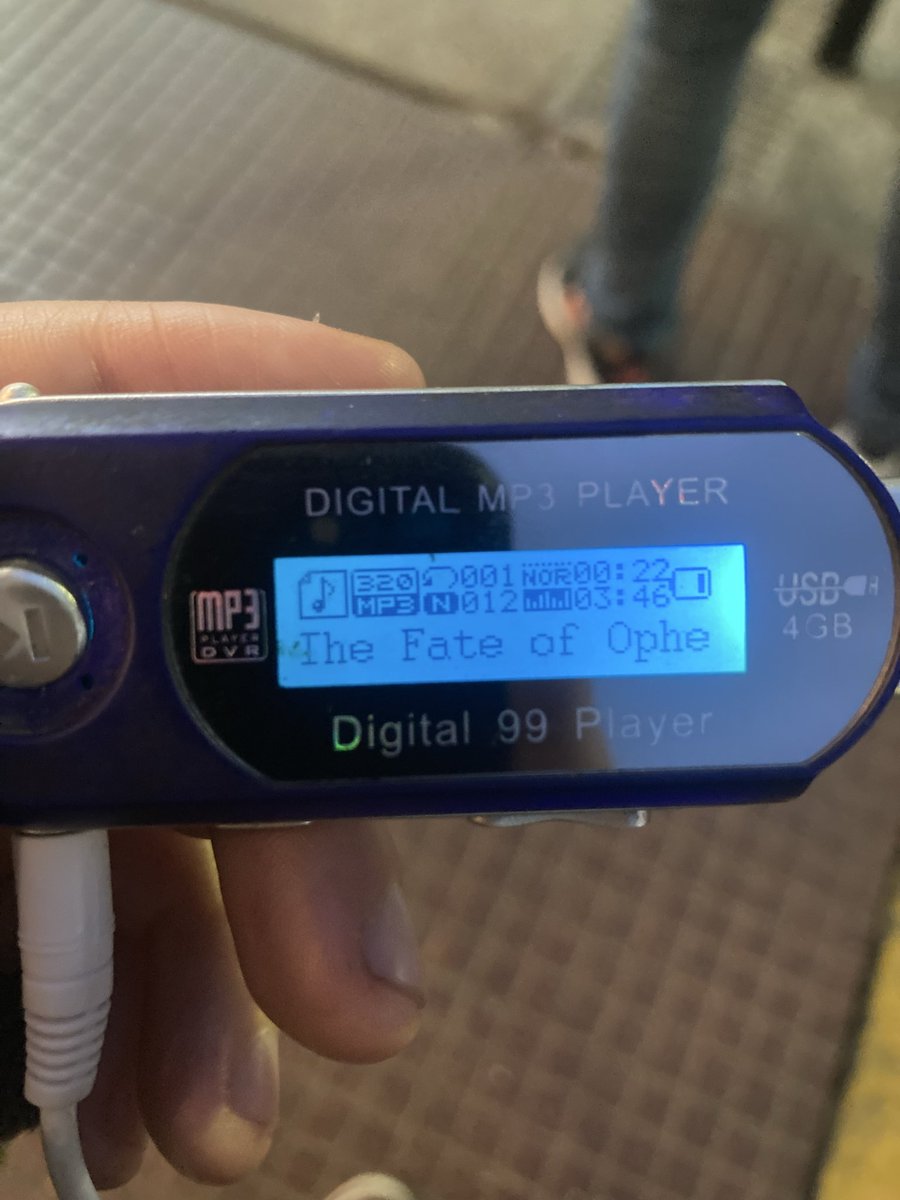 DIGITAL MP3 PLAYER
320 001 NOR 00:22
MP3 N 012 03:46
The Fate of Ophe
MP3
PLAYER
DVR
USB
4GB
Digital 99 Player